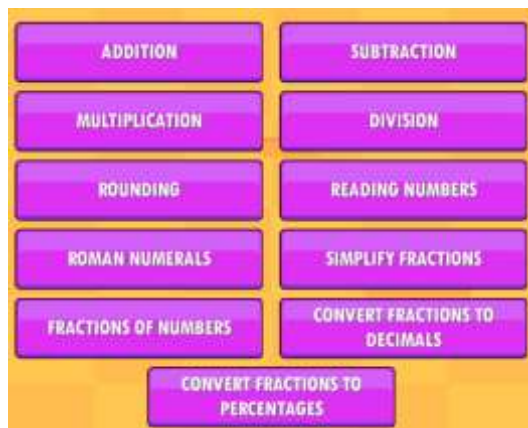 ADDITION
SUBTRACTION
MULTIPLICATION
DIVISION
ROUNDING
READING NUMBERS
ROMAN NUMERALS
SIMPLIFY FRACTIONS
FRACTIONS OF NUMBERS
CONVERT FRACTIONS TO
DECIMALS
CONVERT FRACTIONS TO
PERCENTAGES